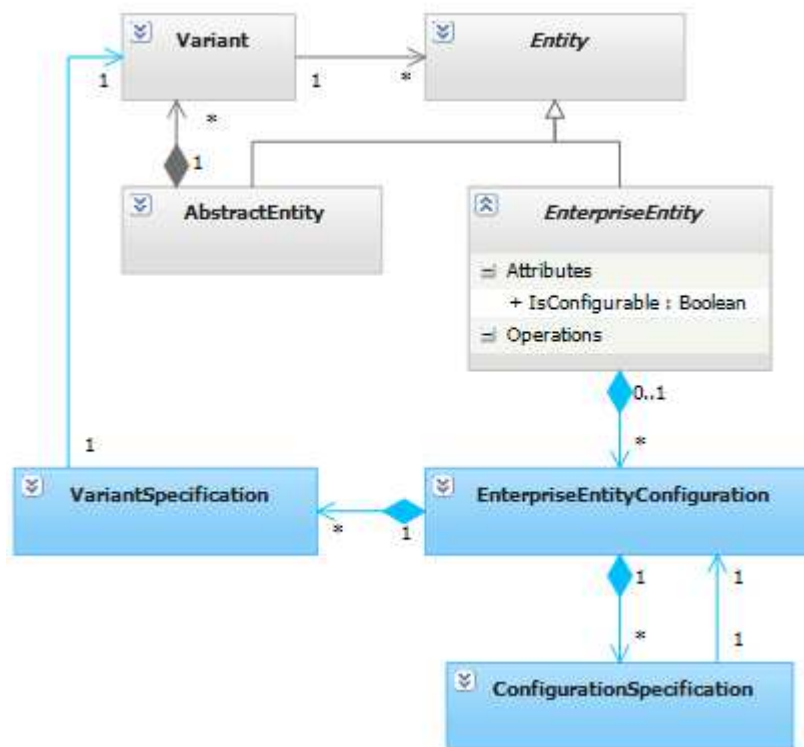 Variant
Entity
1
1
*
*
1
AbstractEntity
EnterpriseEntity
Attributes
+ IsConfigurable : Boolean
Operations
0..1
1
*
VariantSpecification
EnterpriseEntityConfiguration
*
1
1
1
*
1
ConfigurationSpecification